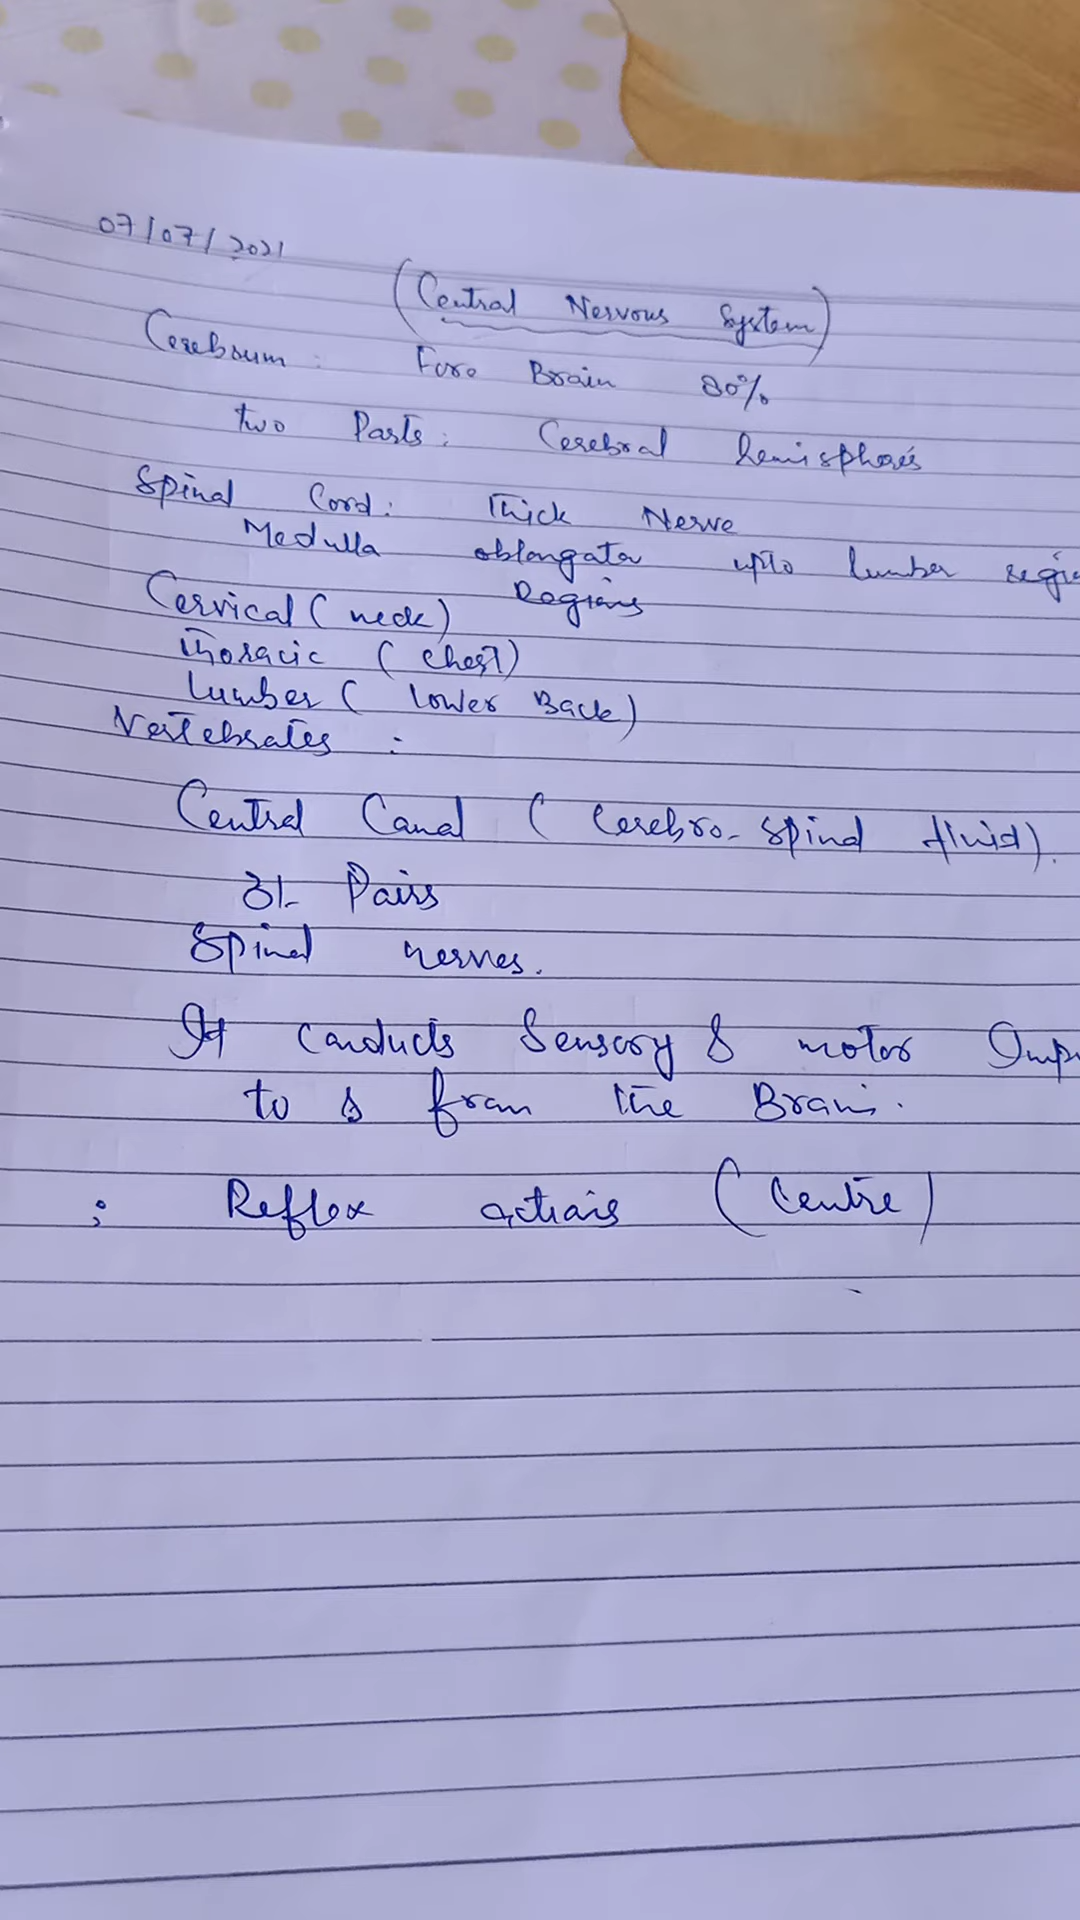 07/07/2021
(Central Nervous System)
Cerebrum : Fore Brain 80%
two Parts : Cerebral hemisphores
Spinal Cord : Thick Nerve
Medulla oblongata upto lumber
Regions
Cervical ( neck )
Thoracic ( chest )
lumber ( lower Back )
Vertebrates :
Central Canal ( Cerebro-spinal fluid ).
31- Pairs
Spinal nerves.
It conducts Sensory & motor
to & from the Brain.
: Reflex actions ( Centre )